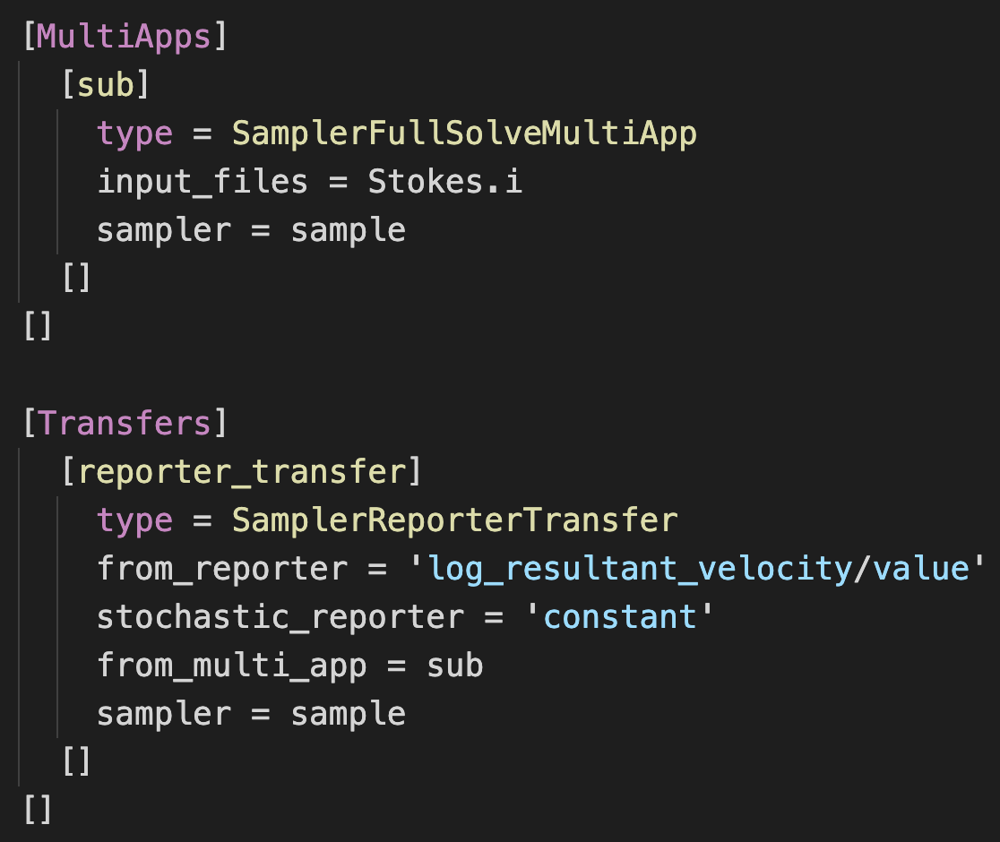 [MultiApps]
  [sub]
    type = SamplerFullSolveMultiApp
    input_files = Stokes.i
    sampler = sample
  []
[]

[Transfers]
  [reporter_transfer]
    type = SamplerReporterTransfer
    from_reporter = 'log_resultant_velocity/value'
    stochastic_reporter = 'constant'
    from_multi_app = sub
    sampler = sample
  []
[]